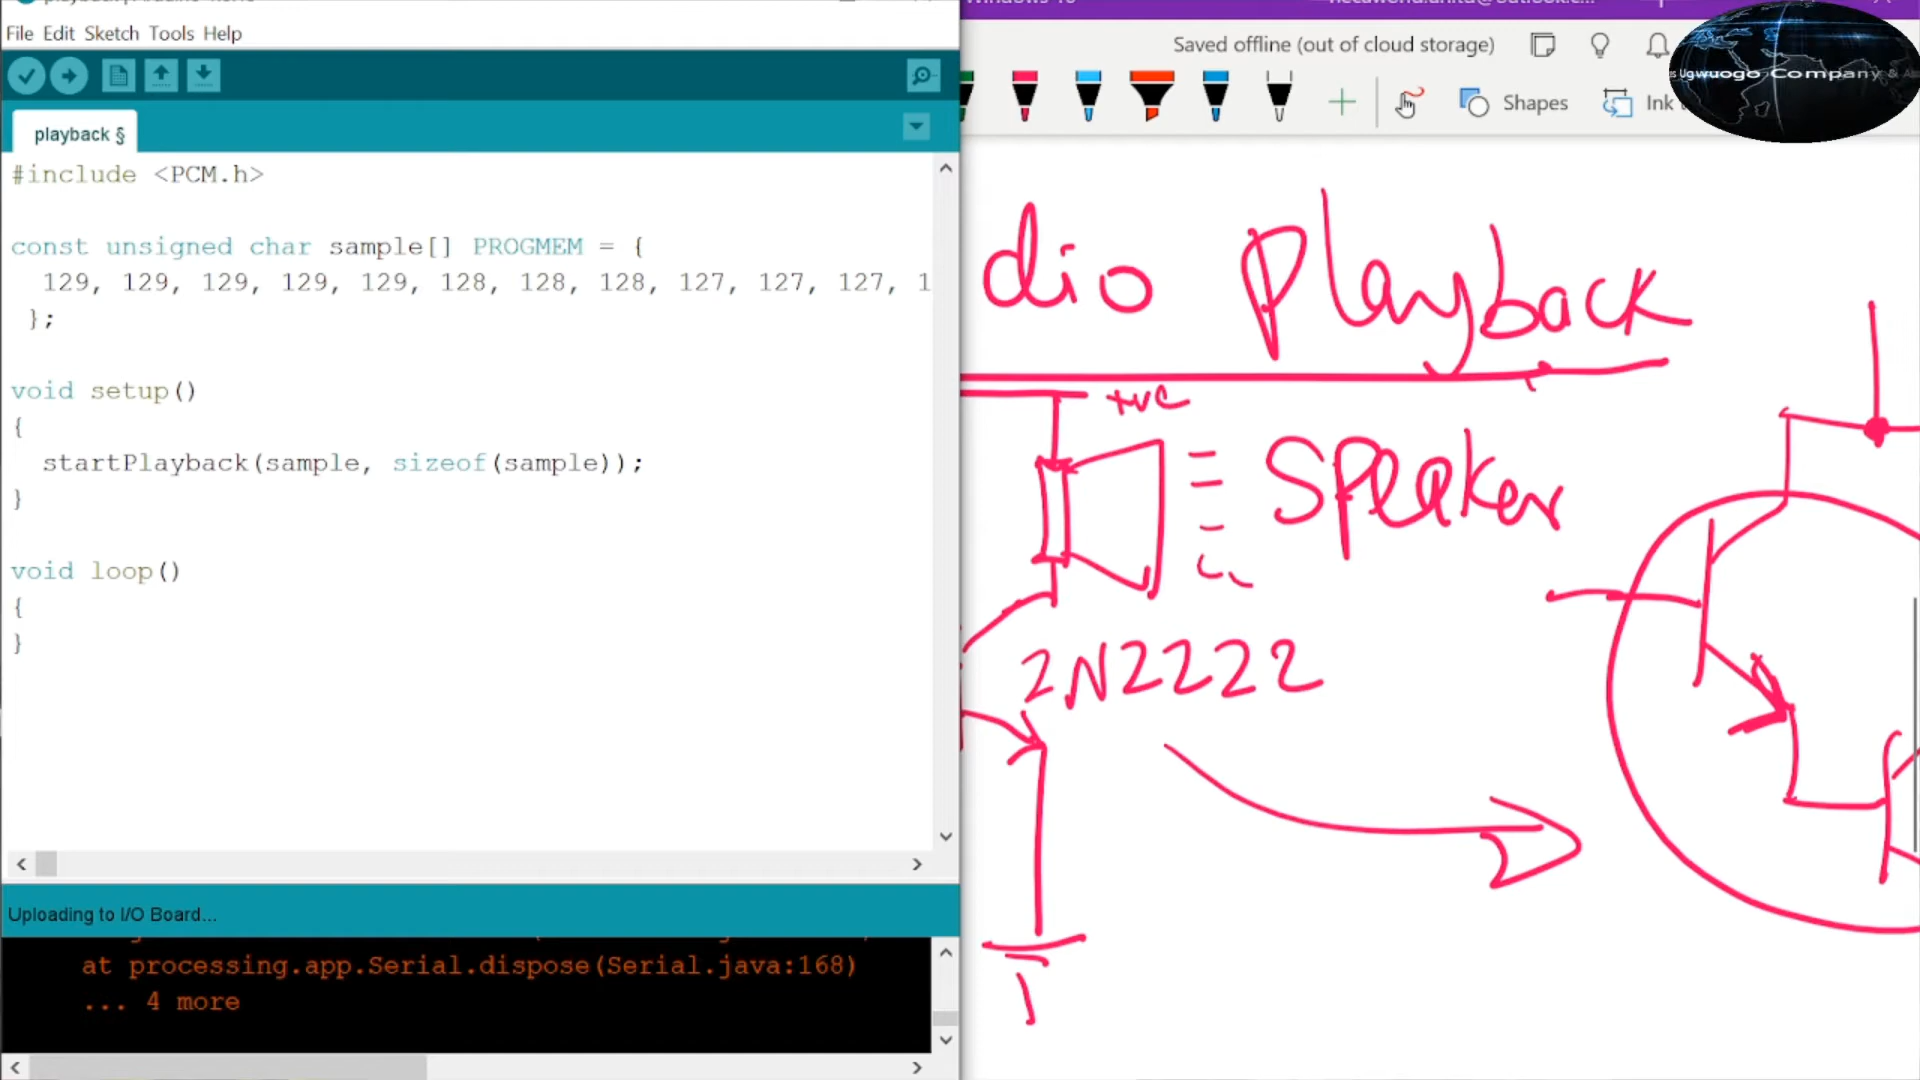 File Edit Sketch Tools Help
playback §
#include <PCM.h>
const unsigned char sample[] PROGMEM = {
129, 129, 129, 129, 129, 128, 128, 128, 127, 127, 127, 1
};
void setup()
{
startPlayback(sample, sizeof(sample));
}
void loop()
{
}
Uploading to I/O Board...
at processing.app.Serial.dispose(Serial.java:168)
... 4 more
Saved offline (out of cloud storage)
Shapes
Ink
Ugwuogo Company &
dio Playback
+ve
Speaker
2N2222